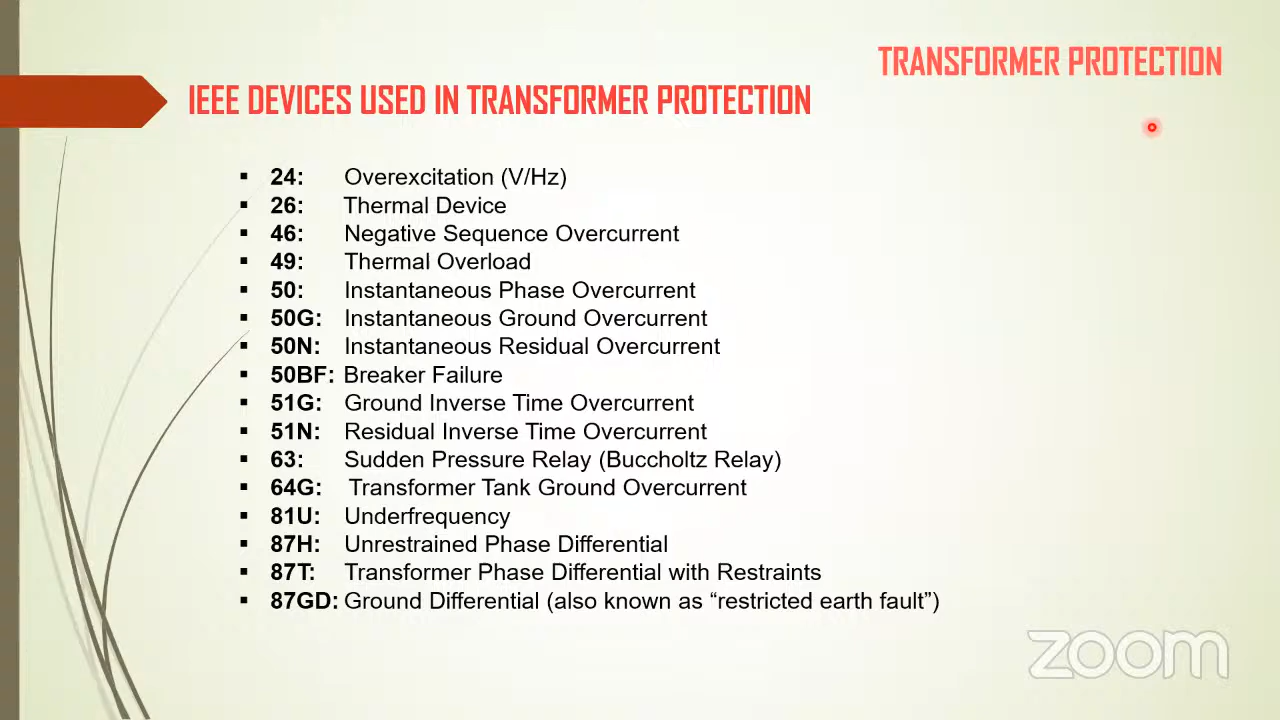 TRANSFORMER PROTECTION
IEEE DEVICES USED IN TRANSFORMER PROTECTION
▪ 24: Overexcitation (V/Hz)
▪ 26: Thermal Device
▪ 46: Negative Sequence Overcurrent
▪ 49: Thermal Overload
▪ 50: Instantaneous Phase Overcurrent
▪ 50G: Instantaneous Ground Overcurrent
▪ 50N: Instantaneous Residual Overcurrent
▪ 50BF: Breaker Failure
▪ 51G: Ground Inverse Time Overcurrent
▪ 51N: Residual Inverse Time Overcurrent
▪ 63: Sudden Pressure Relay (Buccholtz Relay)
▪ 64G: Transformer Tank Ground Overcurrent
▪ 81U: Underfrequency
▪ 87H: Unrestrained Phase Differential
▪ 87T: Transformer Phase Differential with Restraints
▪ 87GD: Ground Differential (also known as “restricted earth fault”)
zoom